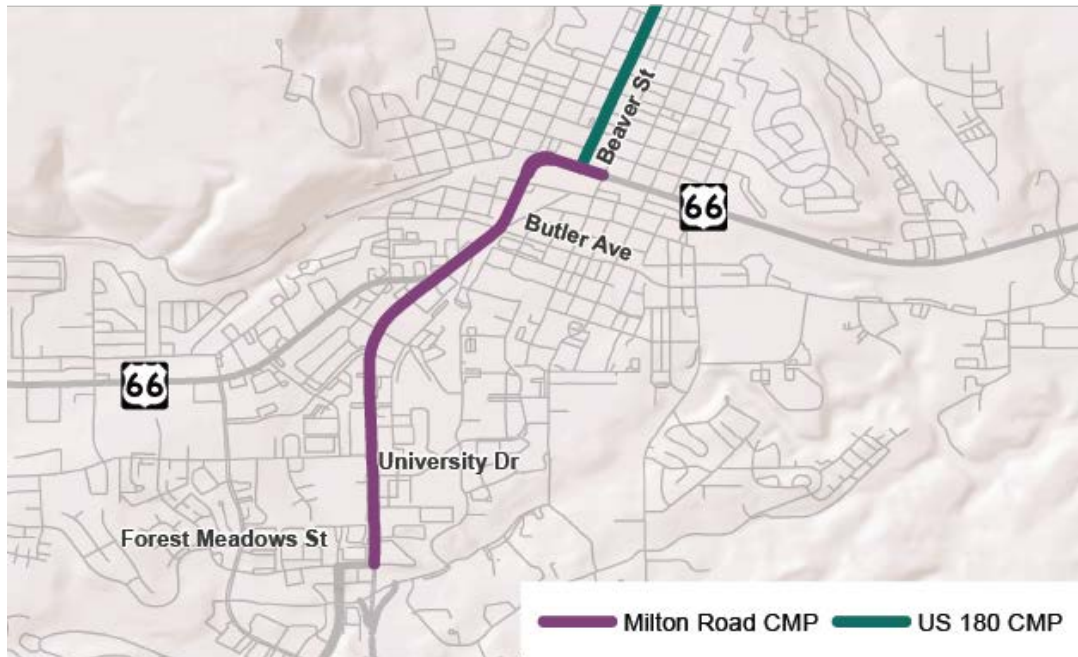 Beaver St
66
Butler Ave
66
University Dr
Forest Meadows St
Milton Road CMP
US 180 CMP